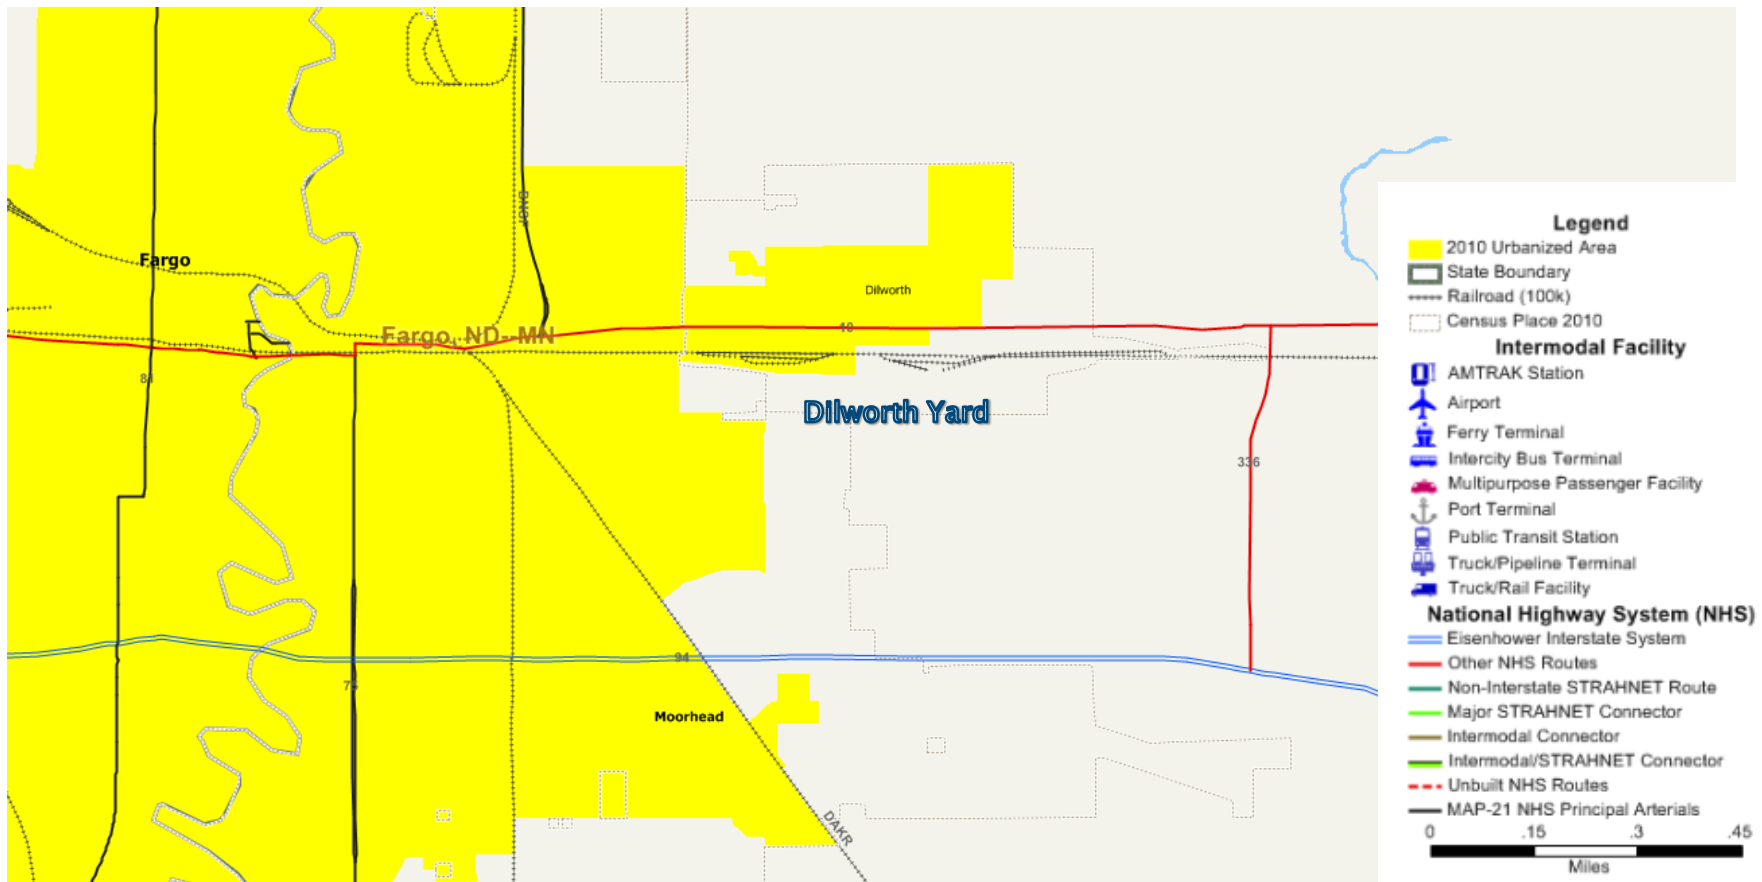 BNSF
Fargo
Dilworth
Fargo, ND--MN
10
81
Dilworth Yard
336
94
75
Moorhead
DAKR
Legend
2010 Urbanized Area
State Boundary
Railroad (100k)
Census Place 2010
Intermodal Facility
AMTRAK Station
Airport
Ferry Terminal
Intercity Bus Terminal
Multipurpose Passenger Facility
Port Terminal
Public Transit Station
Truck/Pipeline Terminal
Truck/Rail Facility
National Highway System (NHS)
Eisenhower Interstate System
Other NHS Routes
Non-Interstate STRAHNET Route
Major STRAHNET Connector
Intermodal Connector
Intermodal/STRAHNET Connector
Unbuilt NHS Routes
MAP-21 NHS Principal Arterials
0 .15 .3 .45
Miles